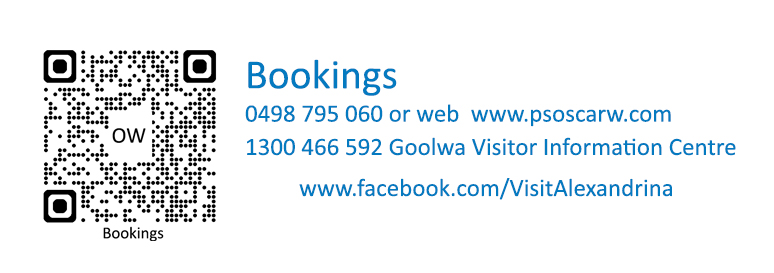 OW
Bookings
Bookings
0498 795 060 or web  www.psoscarw.com
1300 466 592 Goolwa Visitor Information Centre
www.facebook.com/VisitAlexandrina